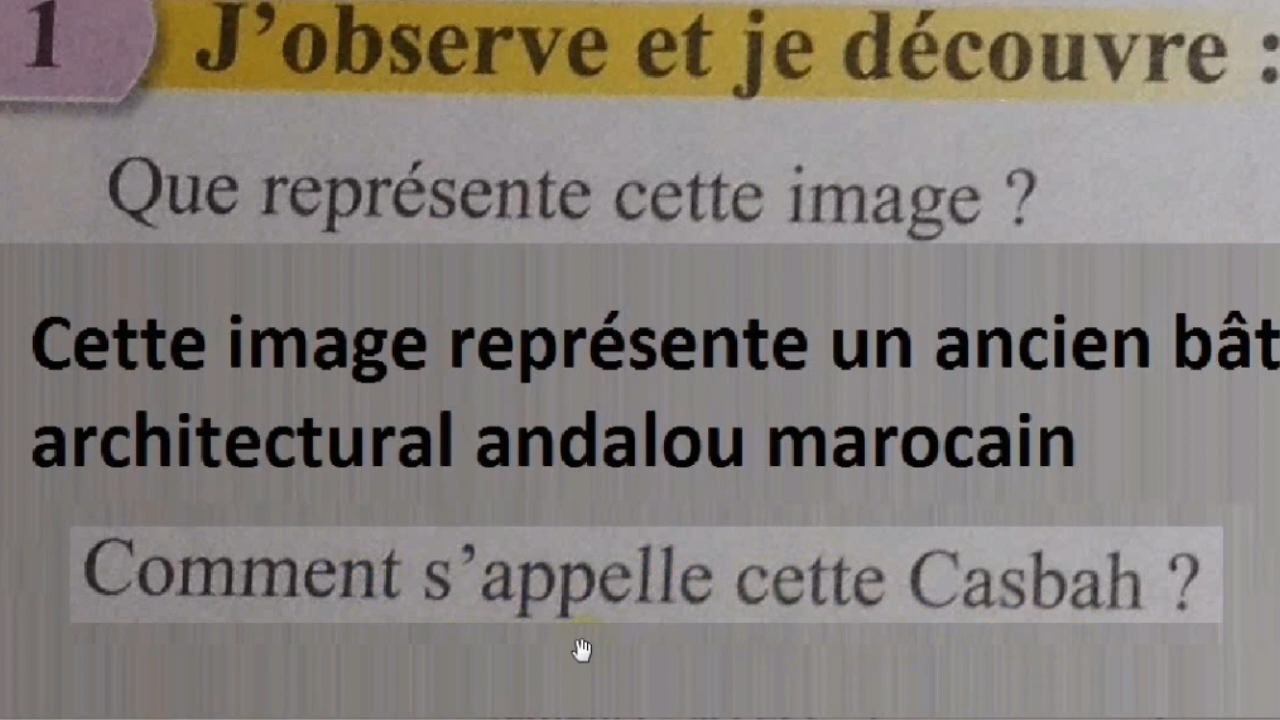 1 J'observe et je découvre :
Que représente cette image ?
Cette image représente un ancien
architectural andalou marocain
Comment s'appelle cette Casbah ?